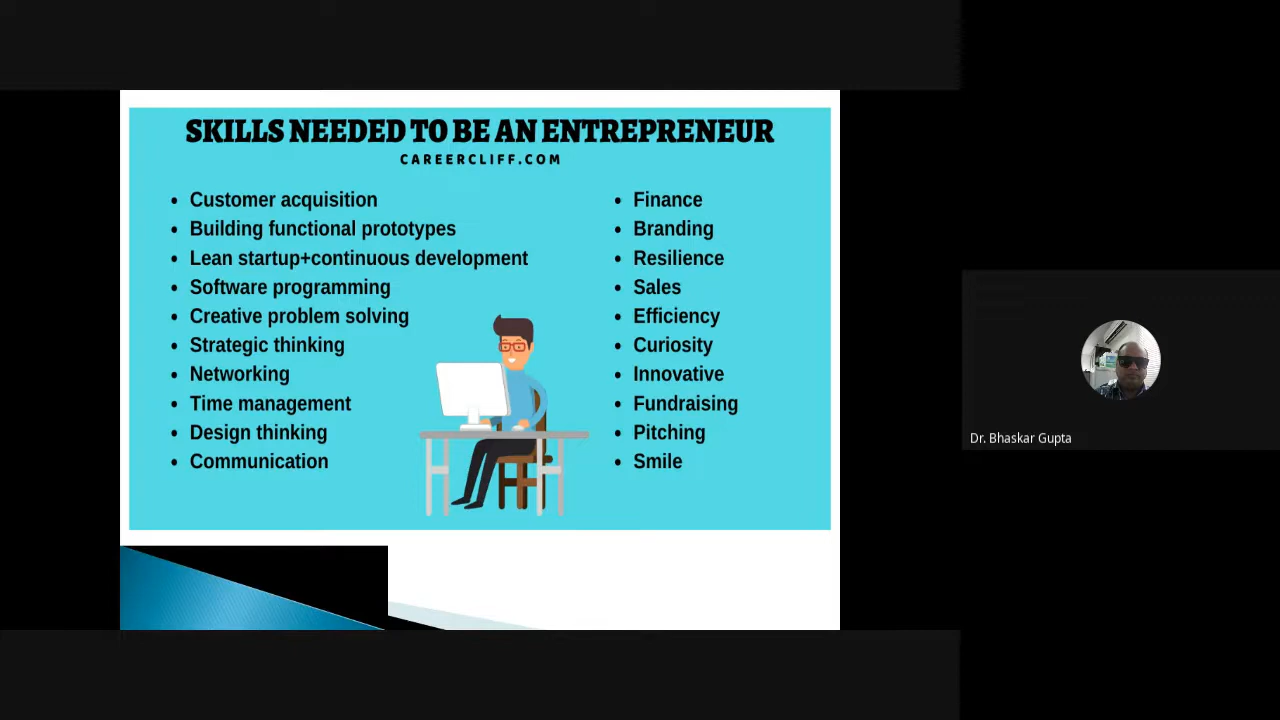 SKILLS NEEDED TO BE AN ENTREPRENEUR
CAREERCLIFF.COM
• Customer acquisition
• Building functional prototypes
• Lean startup+continuous development
• Software programming
• Creative problem solving
• Strategic thinking
• Networking
• Time management
• Design thinking
• Communication
• Finance
• Branding
• Resilience
• Sales
• Efficiency
• Curiosity
• Innovative
• Fundraising
• Pitching
• Smile
Dr. Bhaskar Gupta